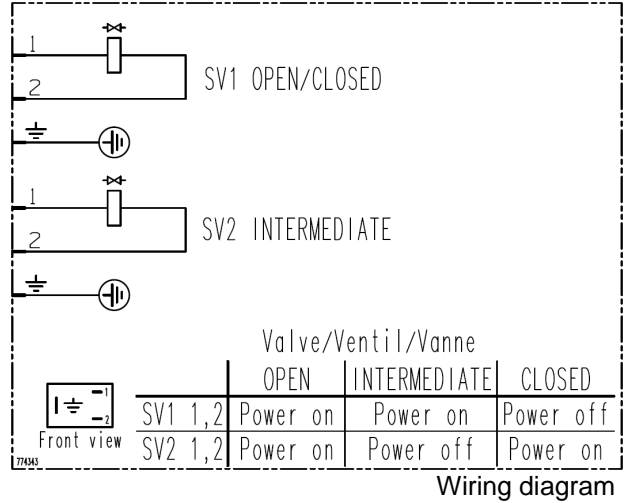 1
2
SV1 OPEN/CLOSED
1
2
SV2 INTERMEDIATE
Valve/Ventil/Vanne
OPEN INTERMEDIATE CLOSED
SV1 1,2 Power on Power on Power off
SV2 1,2 Power on Power off Power on
1
2
Front view
774343
Wiring diagram